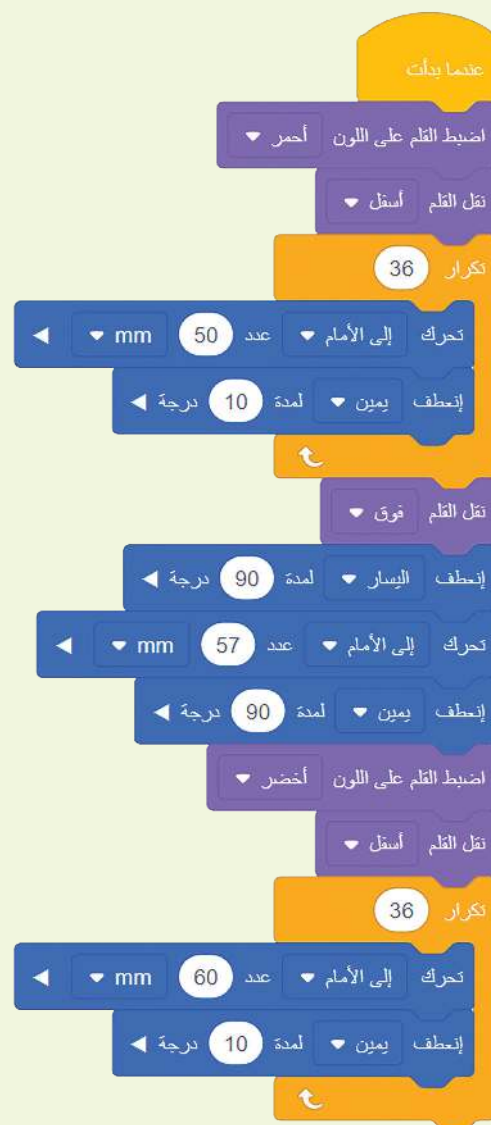 عندما بدأت
اضبط القلم على اللون أحمر
نقل القلم أسفل
تكرار 36
تحرك إلى الأمام عدد 50 mm
إنعطف يمين لمدة 10 درجة
نقل القلم فوق
إنعطف اليسار لمدة 90 درجة
تحرك إلى الأمام عدد 57 mm
إنعطف يمين لمدة 90 درجة
اضبط القلم على اللون أخضر
نقل القلم أسفل
تكرار 36
تحرك إلى الأمام عدد 60 mm
إنعطف يمين لمدة 10 درجة